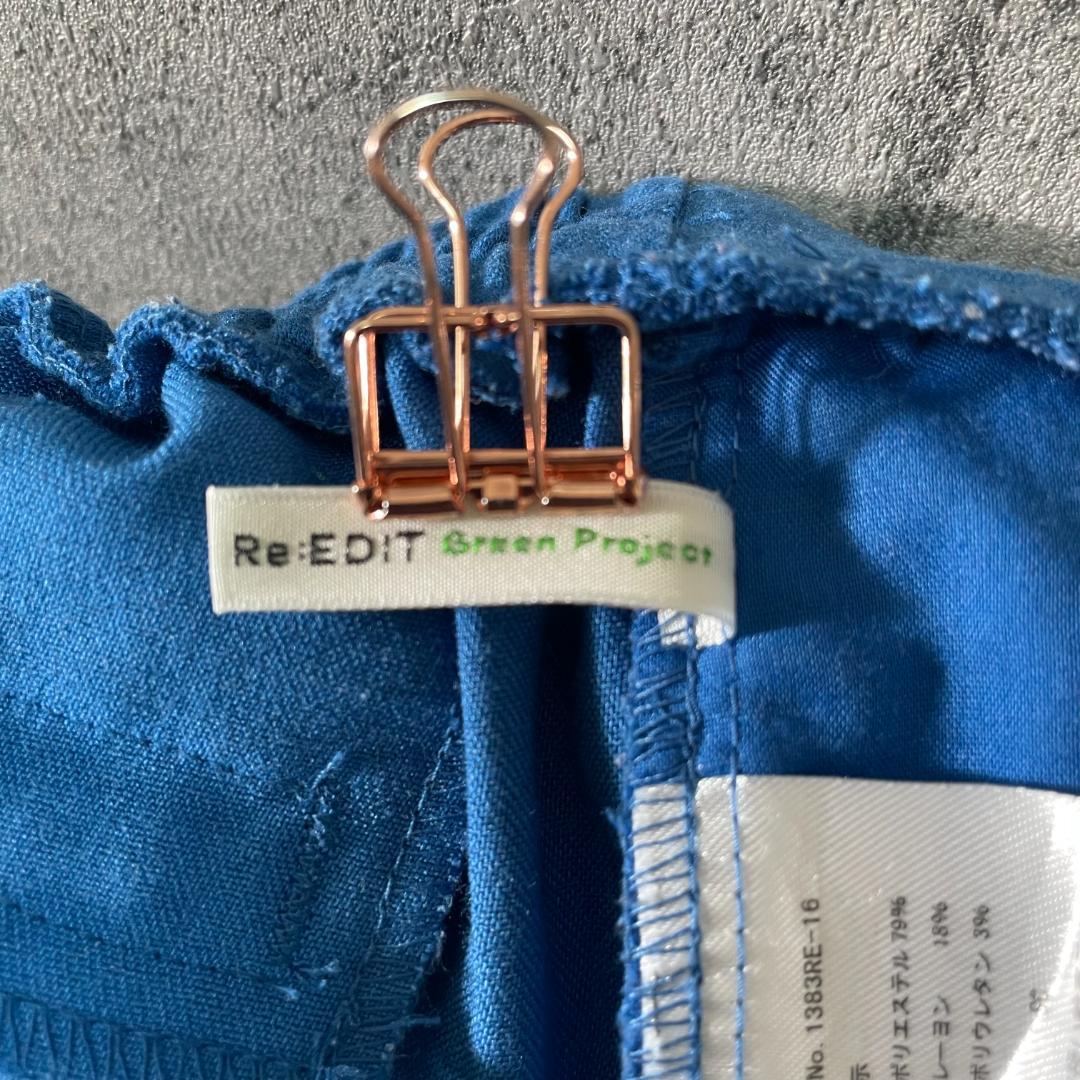 Re:EDIT Green Project
No. 1383RE-16
示
ポリエステル 79%
レーヨン 18%
ポリウレタン 3%